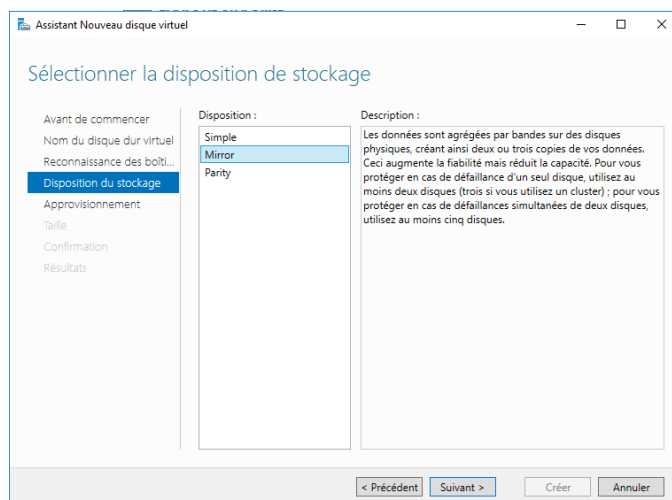 Assistant Nouveau disque virtuel
Sélectionner la disposition de stockage
Avant de commencer
Nom du disque dur virtuel
Reconnaissance des boîti...
Disposition du stockage
Approvisionnement
Taille
Confirmation
Résultats
Disposition :
Simple
Mirror
Parity
Description :
Les données sont agrégées par bandes sur des disques
physiques, créant ainsi deux ou trois copies de vos données.
Ceci augmente la fiabilité mais réduit la capacité. Pour vous
protéger en cas de défaillance d'un seul disque, utilisez au
moins deux disques (trois si vous utilisez un cluster) ; pour vous
protéger en cas de défaillances simultanées de deux disques,
utilisez au moins cinq disques.
< Précédent
Suivant >
Créer
Annuler